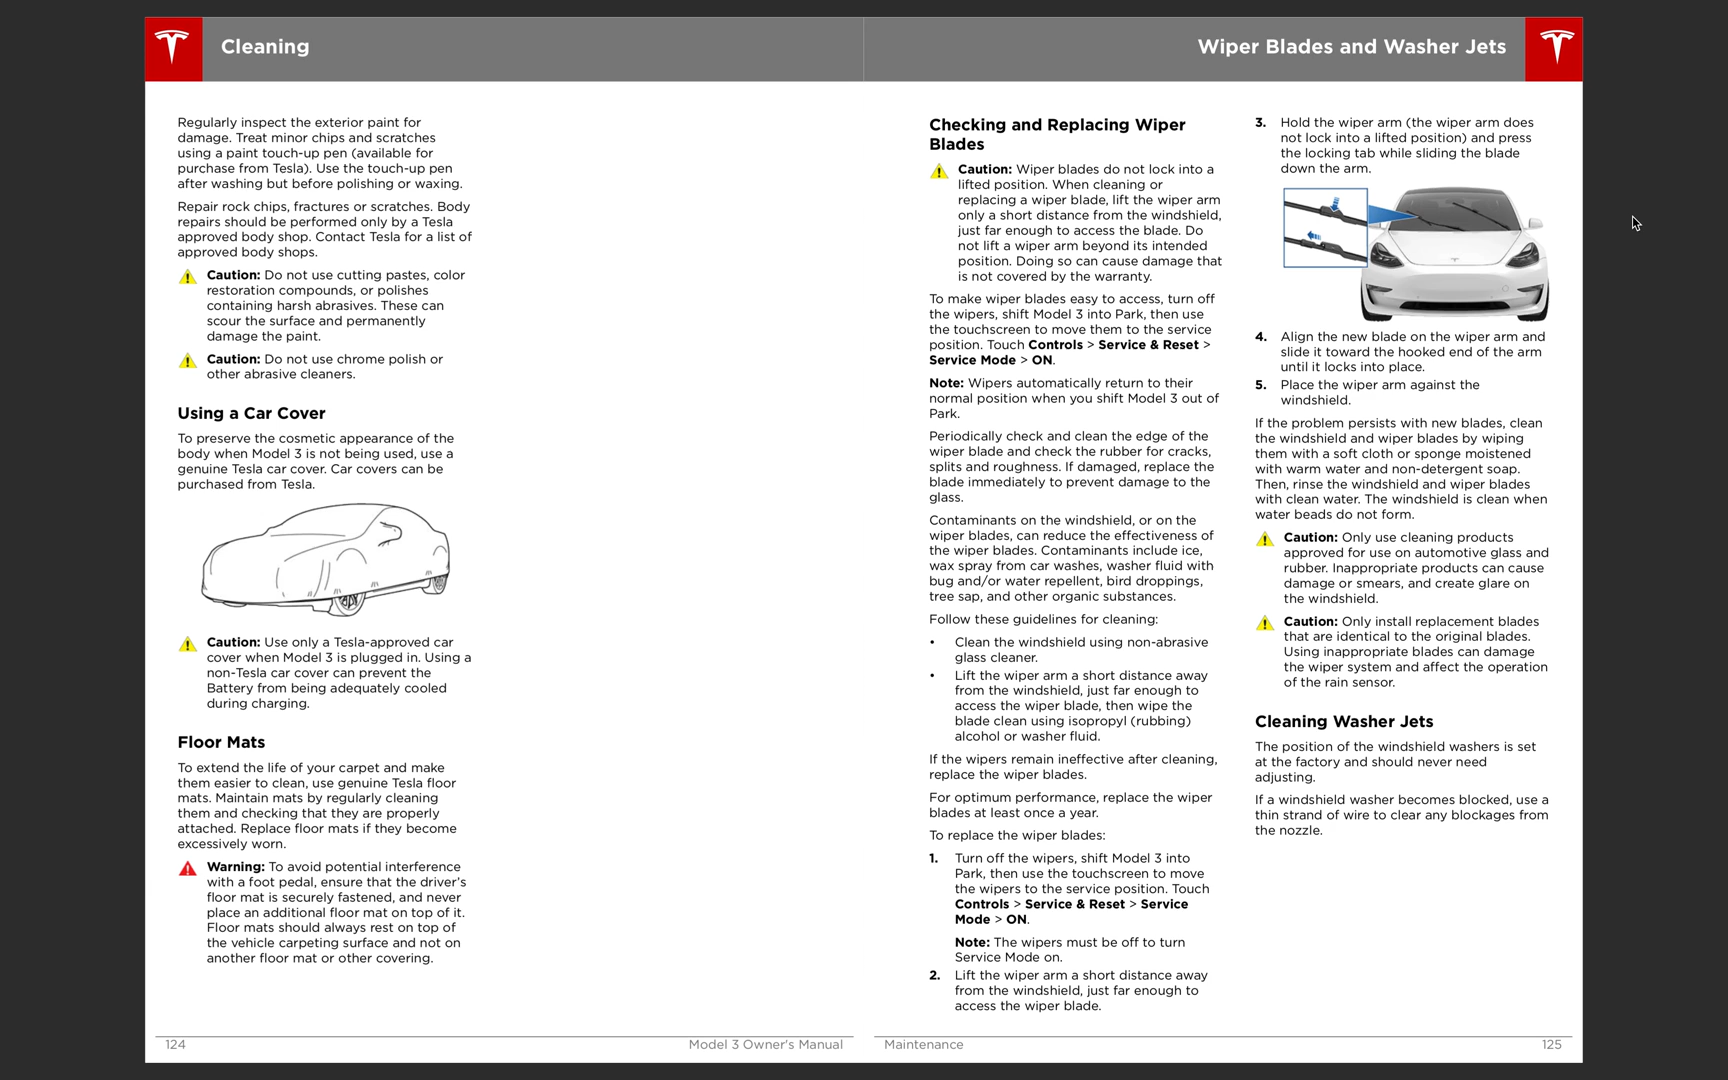 Cleaning
Regularly inspect the exterior paint for
damage. Treat minor chips and scratches
using a paint touch-up pen (available for
purchase from Tesla). Use the touch-up pen
after washing but before polishing or waxing.
Repair rock chips, fractures or scratches. Body
repairs should be performed only by a Tesla
approved body shop. Contact Tesla for a list of
approved body shops.
Caution: Do not use cutting pastes, color
restoration compounds, or polishes
containing harsh abrasives. These can
scour the surface and permanently
damage the paint.
Caution: Do not use chrome polish or
other abrasive cleaners.
Using a Car Cover
To preserve the cosmetic appearance of the
body when Model 3 is not being used, use a
genuine Tesla car cover. Car covers can be
purchased from Tesla.
Caution: Use only a Tesla-approved car
cover when Model 3 is plugged in. Using a
non-Tesla car cover can prevent the
Battery from being adequately cooled
during charging.
Floor Mats
To extend the life of your carpet and make
them easier to clean, use genuine Tesla floor
mats. Maintain mats by regularly cleaning
them and checking that they are properly
attached. Replace floor mats if they become
excessively worn.
Warning: To avoid potential interference
with a foot pedal, ensure that the driver's
floor mat is securely fastened, and never
place an additional floor mat on top of it.
Floor mats should always rest on top of
the vehicle carpeting surface and not on
another floor mat or other covering.
124
Model 3 Owner's Manual
Wiper Blades and Washer Jets
Checking and Replacing Wiper
Blades
Caution: Wiper blades do not lock into a
lifted position. When cleaning or
replacing a wiper blade, lift the wiper arm
only a short distance from the windshield,
just far enough to access the blade. Do
not lift a wiper arm beyond its intended
position. Doing so can cause damage that
is not covered by the warranty.
To make wiper blades easy to access, turn off
the wipers, shift Model 3 into Park, then use
the touchscreen to move them to the service
position. Touch Controls > Service & Reset >
Service Mode > ON.
Note: Wipers automatically return to their
normal position when you shift Model 3 out of
Park.
Periodically check and clean the edge of the
wiper blade and check the rubber for cracks,
splits and roughness. If damaged, replace the
blade immediately to prevent damage to the
glass.
Contaminants on the windshield, or on the
wiper blades, can reduce the effectiveness of
the wiper blades. Contaminants include ice,
wax spray from car washes, washer fluid with
bug and/or water repellent, bird droppings,
tree sap, and other organic substances.
Follow these guidelines for cleaning:
• Clean the windshield using non-abrasive
glass cleaner.
• Lift the wiper arm a short distance away
from the windshield, just far enough to
access the wiper blade, then wipe the
blade clean using isopropyl (rubbing)
alcohol or washer fluid.
If the wipers remain ineffective after cleaning,
replace the wiper blades.
For optimum performance, replace the wiper
blades at least once a year.
To replace the wiper blades:
1. Turn off the wipers, shift Model 3 into
Park, then use the touchscreen to move
the wipers to the service position. Touch
Controls > Service & Reset > Service
Mode > ON.
Note: The wipers must be off to turn
Service Mode on.
2. Lift the wiper arm a short distance away
from the windshield, just far enough to
access the wiper blade.
3. Hold the wiper arm (the wiper arm does
not lock into a lifted position) and press
the locking tab while sliding the blade
down the arm.
4. Align the new blade on the wiper arm and
slide it toward the hooked end of the arm
until it locks into place.
5. Place the wiper arm against the
windshield.
If the problem persists with new blades, clean
the windshield and wiper blades by wiping
them with a soft cloth or sponge moistened
with warm water and non-detergent soap.
Then, rinse the windshield and wiper blades
with clean water. The windshield is clean when
water beads do not form.
Caution: Only use cleaning products
approved for use on automotive glass and
rubber. Inappropriate products can cause
damage or smears, and create glare on
the windshield.
Caution: Only install replacement blades
that are identical to the original blades.
Using inappropriate blades can damage
the wiper system and affect the operation
of the rain sensor.
Cleaning Washer Jets
The position of the windshield washers is set
at the factory and should never need
adjusting.
If a windshield washer becomes blocked, use a
thin strand of wire to clear any blockages from
the nozzle.
Maintenance
125